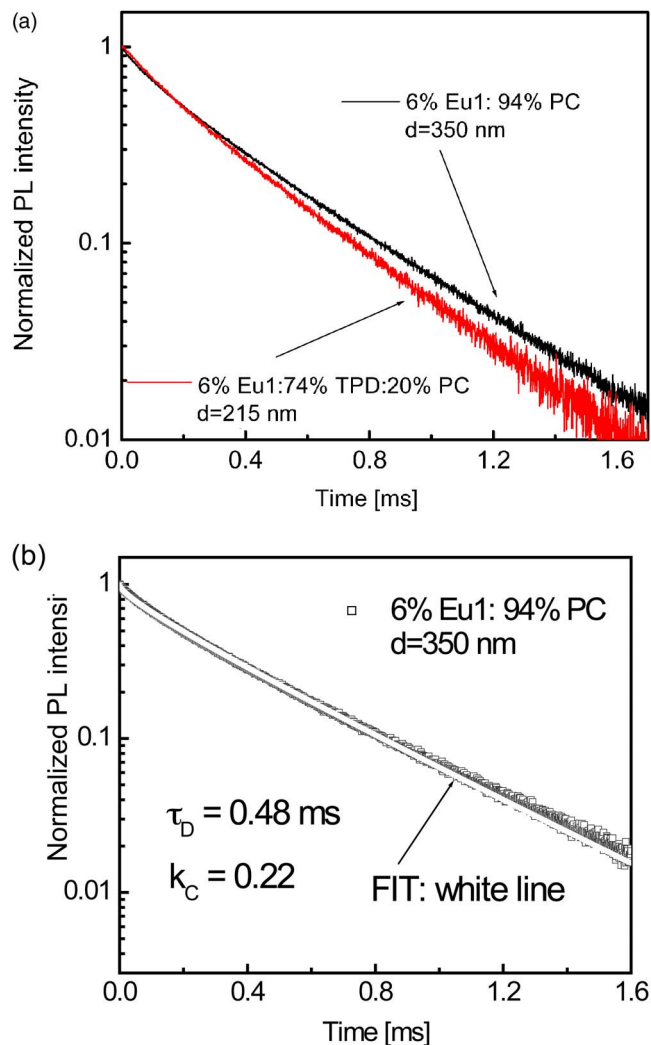 (a)
1
0.1
0.01
Normalized PL intensity
6% Eu1: 94% PC
d=350 nm
6% Eu1:74% TPD:20% PC
d=215 nm
0.0 0.4 0.8 1.2 1.6
Time [ms]
(b)
1
0.1
0.01
Normalized PL intensi
6% Eu1: 94% PC
d=350 nm
τD = 0.48 ms
kC = 0.22
FIT: white line
0.0 0.4 0.8 1.2 1.6
Time [ms]